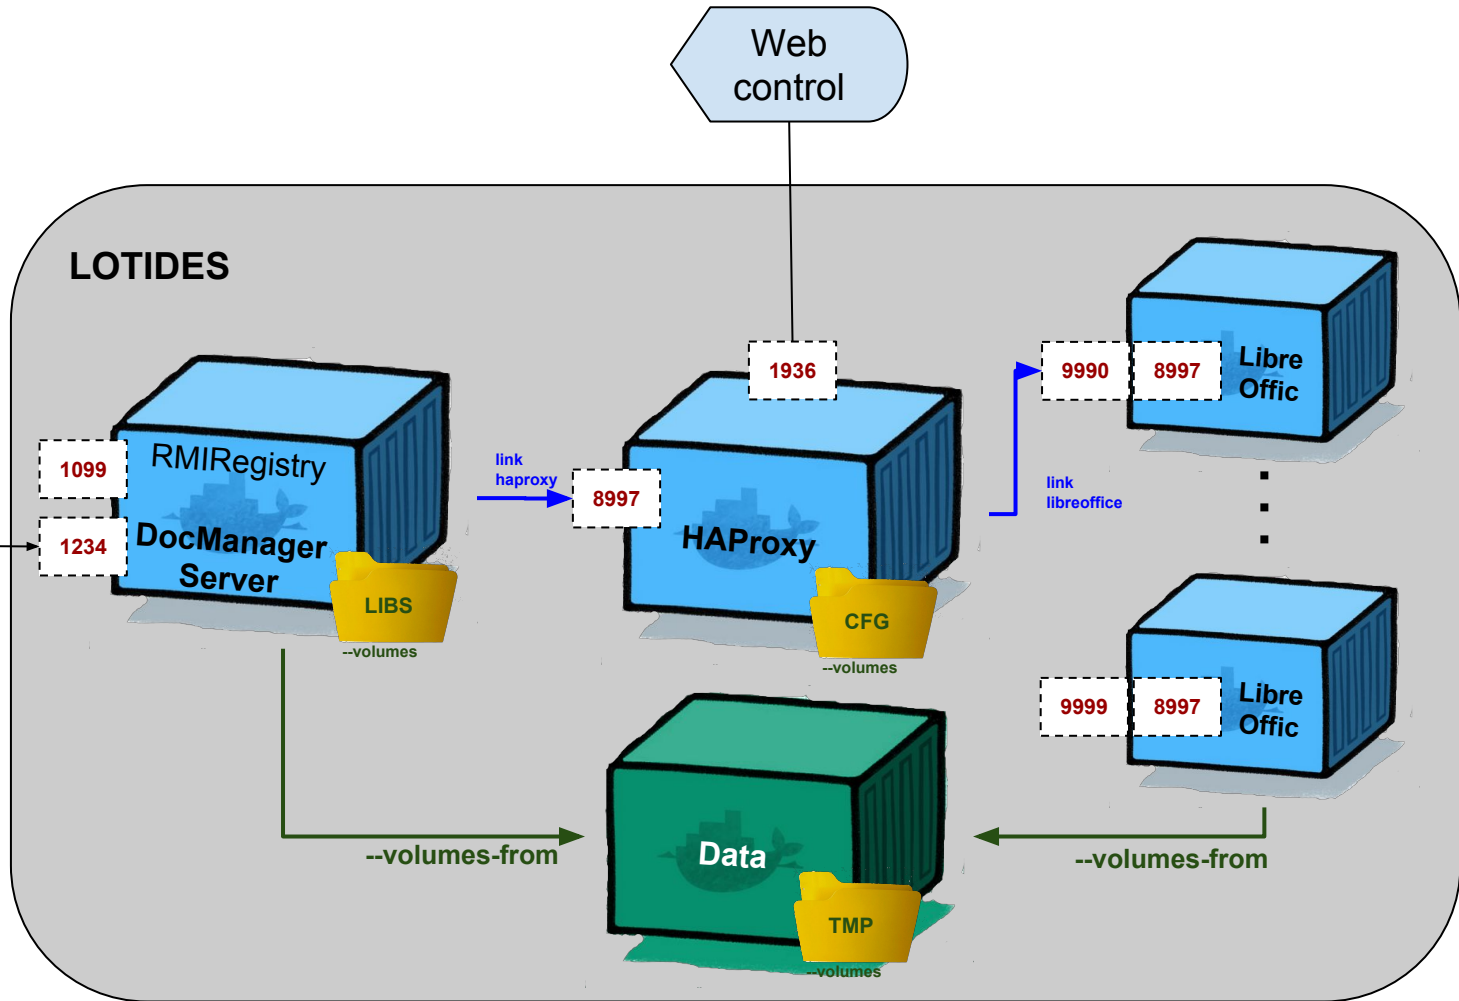 Web
control
LOTIDES
1936
9990
8997
Libre
Offic
1099
RMIRegistry
link
haproxy
8997
link
libreoffice
1234
DocManager
Server
HAProxy
LIBS
--volumes
CFG
--volumes
9999
8997
Libre
Offic
--volumes-from
Data
--volumes-from
TMP
--volumes